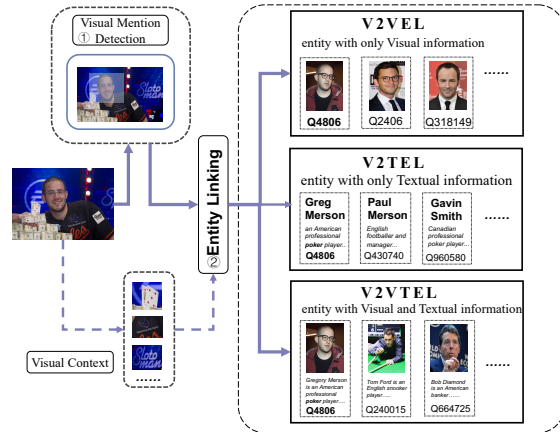 Visual Mention
① Detection
Sloto
man
② Entity Linking
Visual Context
Sloto
......
V2VEL
entity with only Visual information
Q4806
Q2406
Q318149
......
V2TEL
entity with only Textual information
Greg
Merson
an American
professional
poker player...
Q4806
Paul
Merson
English
footballer and
manager...
Q430740
Gavin
Smith
Canadian
professional
poker player...
Q960580
......
V2VTEL
entity with Visual and Textual information
Gregory Merson
is an American
professional
poker player....
Q4806
Tom Ford is an
English snooker
player.....
Q240015
Bob Diamond
is an American
banker......
Q664725
......